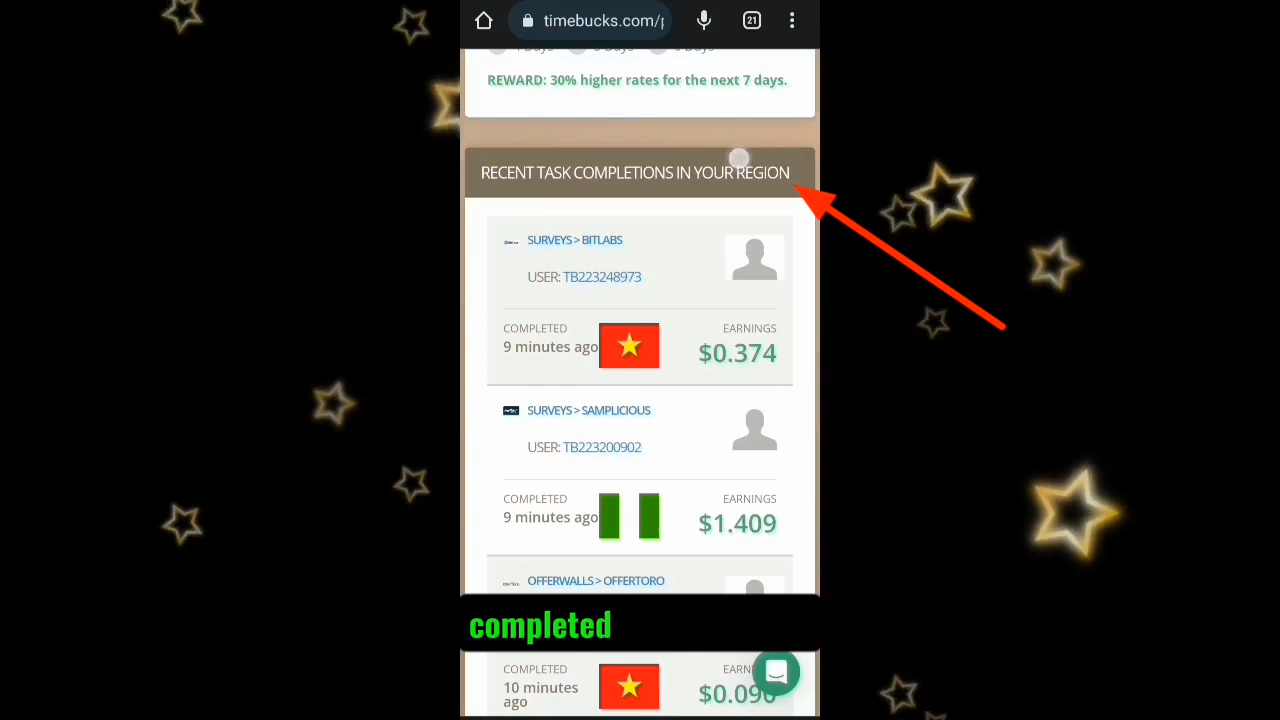 timebucks.com/
21
REWARD: 30% higher rates for the next 7 days.
RECENT TASK COMPLETIONS IN YOUR REGION
SURVEYS > BITLABS
USER: TB223248973
COMPLETED
EARNINGS
9 minutes ago
$0.374
SURVEYS > SAMPLICIOUS
USER: TB223200902
COMPLETED
EARNINGS
9 minutes ago
$1.409
OFFERWALLS > OFFERTORO
completed
COMPLETED
EARN
10 minutes
ago
$0.090